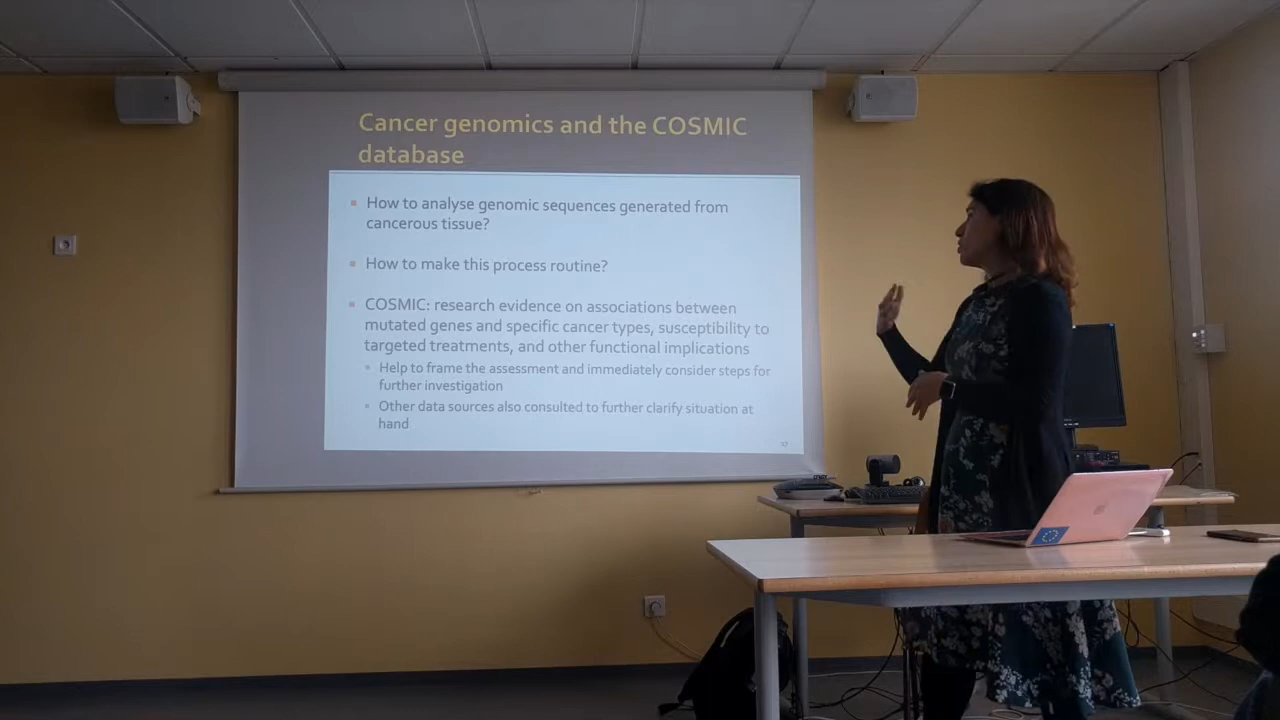 Cancer genomics and the COSMIC
database
How to analyse genomic sequences generated from
cancerous tissue?
How to make this process routine?
COSMIC: research evidence on associations between
mutated genes and specific cancer types, susceptibility to
targeted treatments, and other functional implications
Help to frame the assessment and immediately consider steps for
further investigation
Other data sources also consulted to further clarify situation at
hand